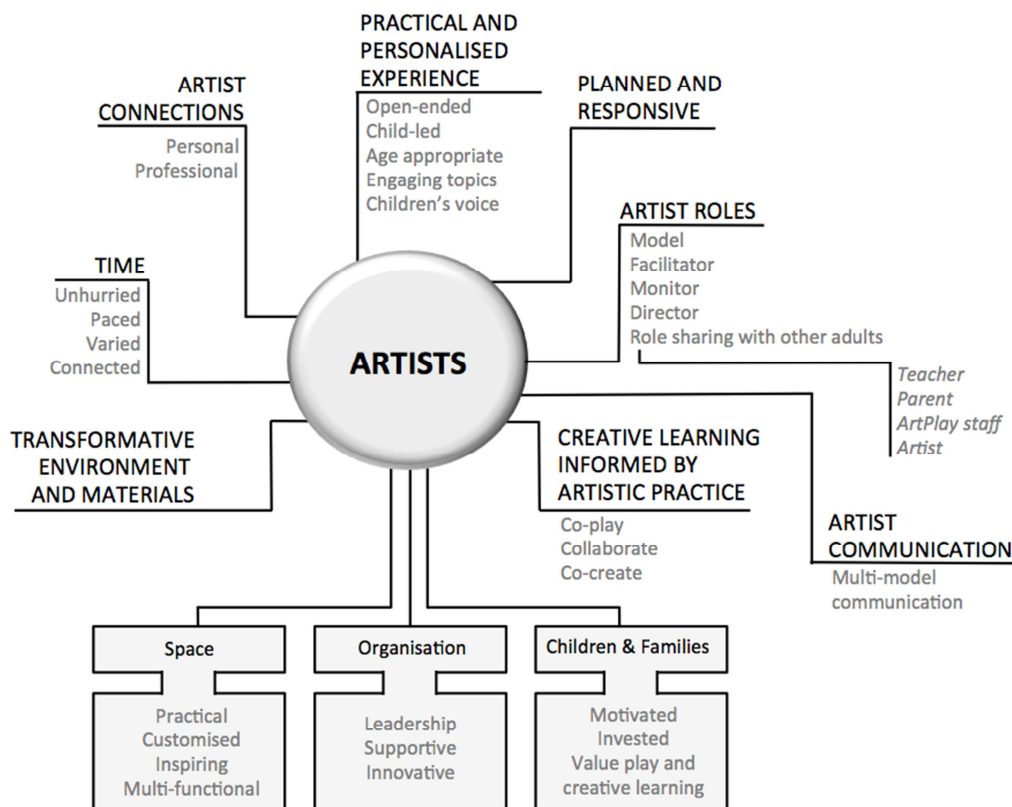 PRACTICAL AND
PERSONALISED
EXPERIENCE
Open-ended
Child-led
Age appropriate
Engaging topics
Children's voice
ARTIST
CONNECTIONS
Personal
Professional
PLANNED AND
RESPONSIVE
ARTIST ROLES
Model
Facilitator
Monitor
Director
Role sharing with other adults
Teacher
Parent
ArtPlay staff
Artist
TIME
Unhurried
Paced
Varied
Connected
ARTISTS
TRANSFORMATIVE
ENVIRONMENT
AND MATERIALS
CREATIVE LEARNING
INFORMED BY
ARTISTIC PRACTICE
Co-play
Collaborate
Co-create
ARTIST
COMMUNICATION
Multi-model
communication
Space
Practical
Customised
Inspiring
Multi-functional
Organisation
Leadership
Supportive
Innovative
Children & Families
Motivated
Invested
Value play and
creative learning